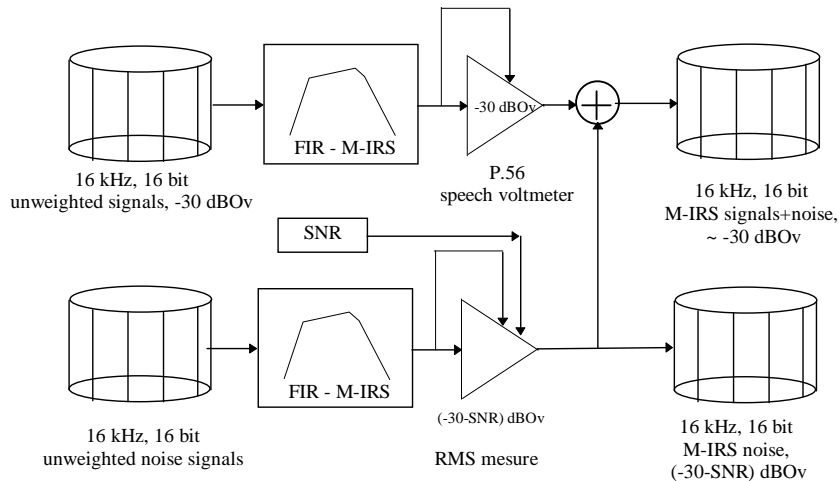 FIR - M-IRS
-30 dBOv
16 kHz, 16 bit
unweighted signals, -30 dBOv
P.56
speech voltmeter
16 kHz, 16 bit
M-IRS signals+noise,
~ -30 dBOv
SNR
FIR - M-IRS
(-30-SNR) dBOv
16 kHz, 16 bit
unweighted noise signals
RMS mesure
16 kHz, 16 bit
M-IRS noise,
(-30-SNR) dBOv